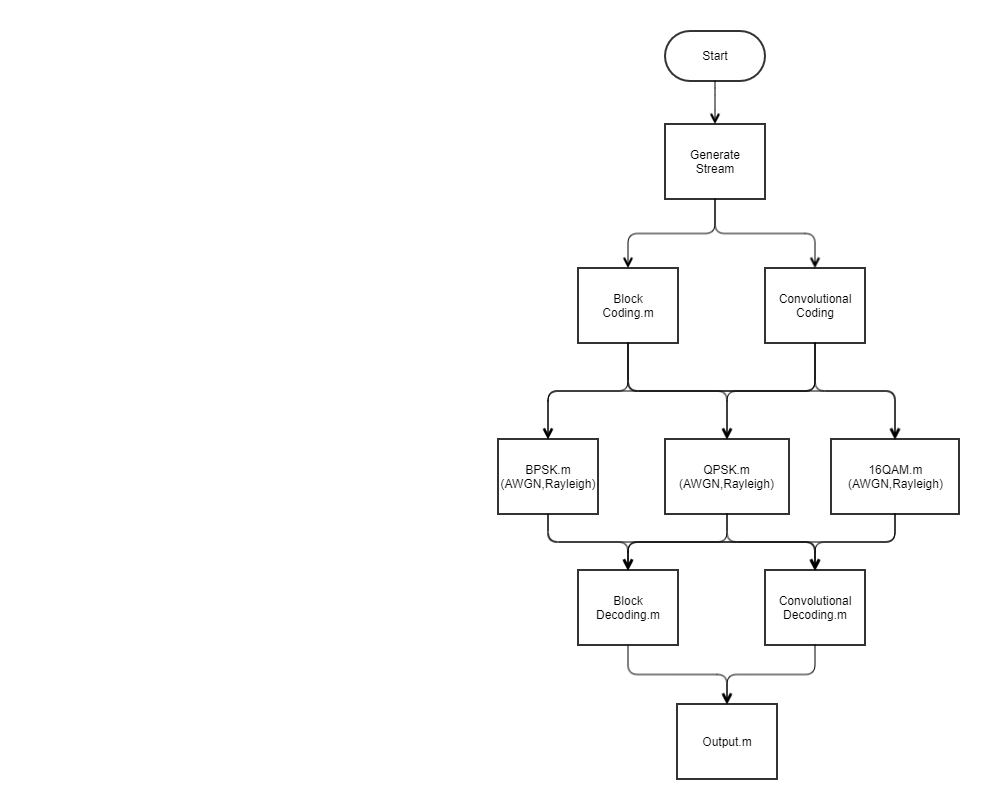 Start
Generate
Stream
Block
Coding.m
Convolutional
Coding
BPSK.m
(AWGN,Rayleigh)
QPSK.m
(AWGN,Rayleigh)
16QAM.m
(AWGN,Rayleigh)
Block
Decoding.m
Convolutional
Decoding.m
Output.m